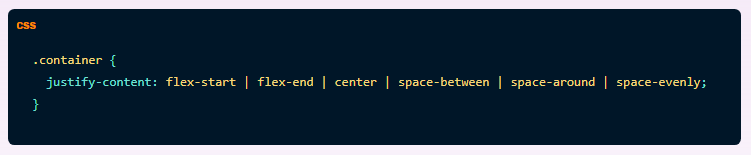 css
.container {
  justify-content: flex-start | flex-end | center | space-between | space-around | space-evenly;
}